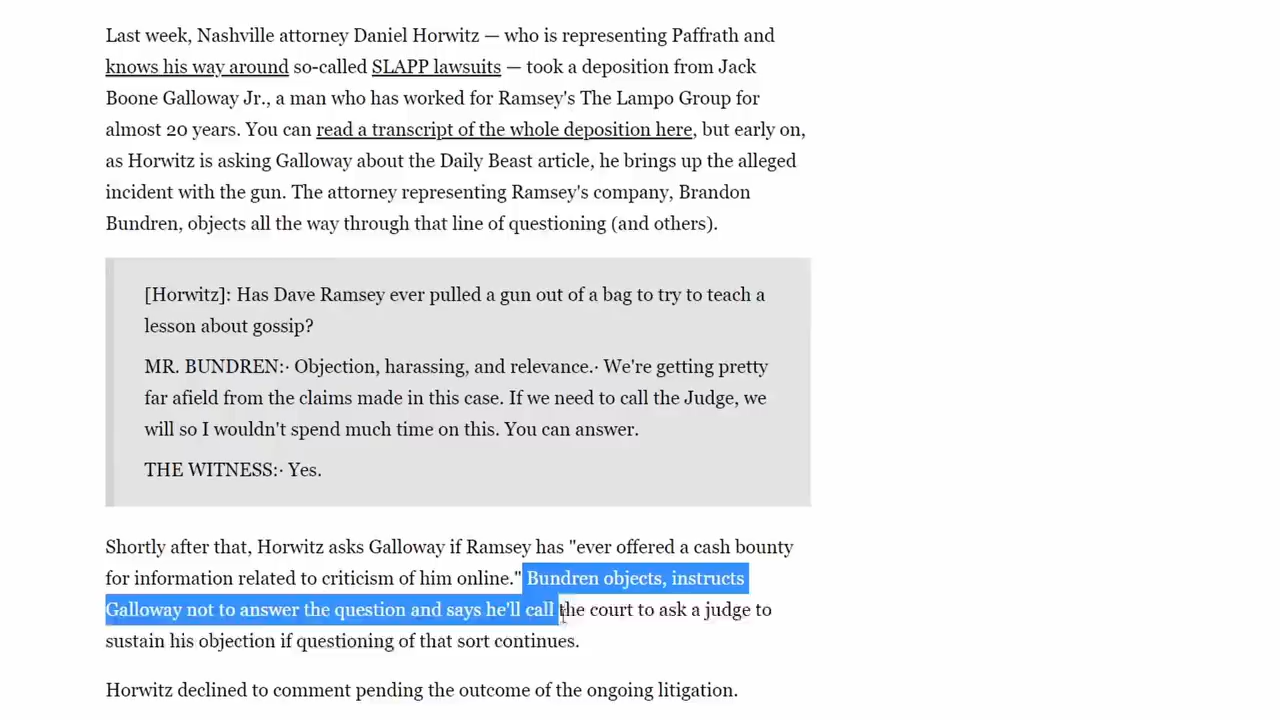 Last week, Nashville attorney Daniel Horwitz — who is representing Paffrath and
knows his way around so-called SLAPP lawsuits — took a deposition from Jack
Boone Galloway Jr., a man who has worked for Ramsey's The Lampo Group for
almost 20 years. You can read a transcript of the whole deposition here, but early on,
as Horwitz is asking Galloway about the Daily Beast article, he brings up the alleged
incident with the gun. The attorney representing Ramsey's company, Brandon
Bundren, objects all the way through that line of questioning (and others).
[Horwitz]: Has Dave Ramsey ever pulled a gun out of a bag to try to teach a
lesson about gossip?
MR. BUNDREN:· Objection, harassing, and relevance.· We're getting pretty
far afield from the claims made in this case. If we need to call the Judge, we
will so I wouldn't spend much time on this. You can answer.
THE WITNESS:· Yes.
Shortly after that, Horwitz asks Galloway if Ramsey has "ever offered a cash bounty
for information related to criticism of him online." Bundren objects, instructs
Galloway not to answer the question and says he'll call the court to ask a judge to
sustain his objection if questioning of that sort continues.
Horwitz declined to comment pending the outcome of the ongoing litigation.